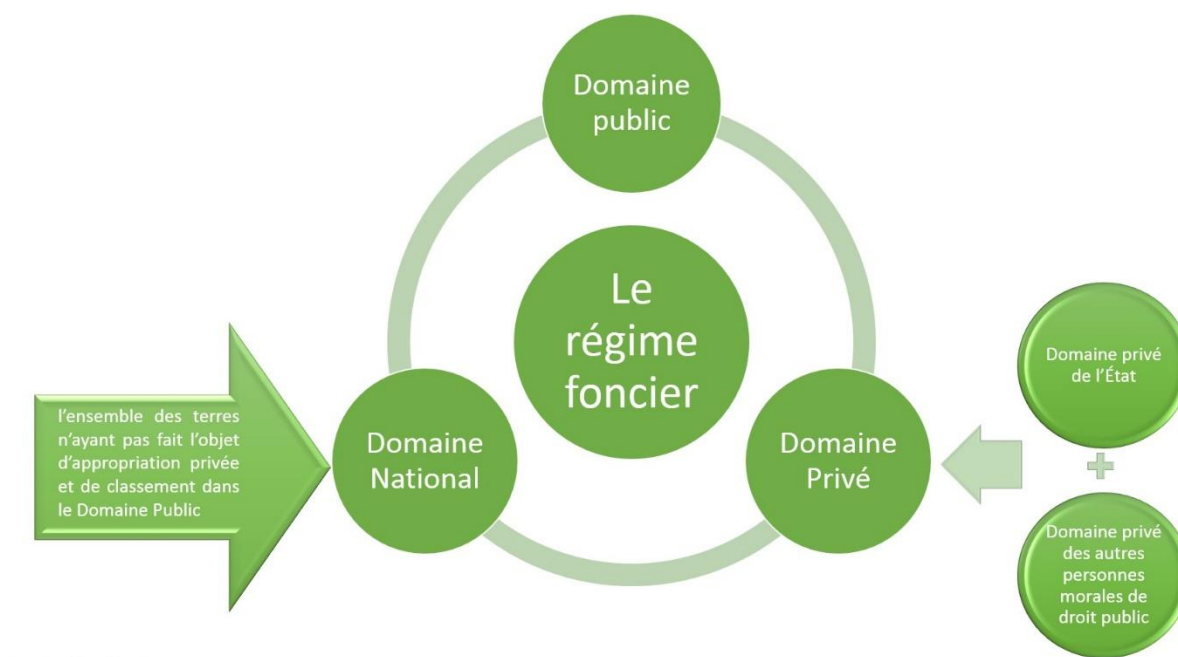 Domaine
public
Le
régime
foncier
l’ensemble des terres
n’ayant pas fait l’objet
d’appropriation privée
et de classement dans
le Domaine Public
Domaine
National
Domaine
Privé
Domaine privé
de l’État
Domaine privé
des autres
personnes
morales de
droit public